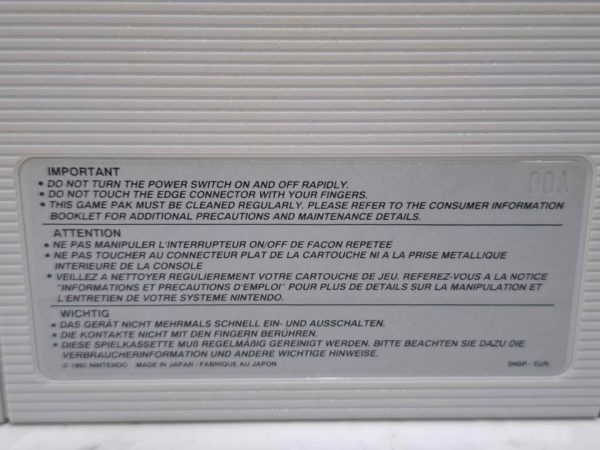 IMPORTANT
• DO NOT TURN THE POWER SWITCH ON AND OFF RAPIDLY.
• DO NOT TOUCH THE EDGE CONNECTOR WITH YOUR FINGERS.
• THIS GAME PAK MUST BE CLEANED REGULARLY. PLEASE REFER TO THE CONSUMER INFORMATION
BOOKLET FOR ADDITIONAL PRECAUTIONS AND MAINTENANCE DETAILS.
ATTENTION
• NE PAS MANIPULER L'INTERRUPTEUR ON/OFF DE FACON REPETEE
• NE PAS TOUCHER AU CONNECTEUR PLAT DE LA CARTOUCHE NI A LA PRISE METALLIQUE
INTERIEURE DE LA CONSOLE
• VEILLEZ A NETTOYER REGULIEREMENT VOTRE CARTOUCHE DE JEU. REFEREZ-VOUS A LA NOTICE
"INFORMATIONS ET PRECAUTIONS D'EMPLOI" POUR PLUS DE DETAILS SUR LA MANIPULATION ET
L'ENTRETIEN DE VOTRE SYSTEME NINTENDO.
WICHTIG
• DAS GERÄT NICHT MEHRMALS SCHNELL EIN- UND AUSSCHALTEN.
• DIE KONTAKTE NICHT MIT DEN FINGERN BERÜHREN.
• DIESE SPIELKASSETTE MUß REGELMÄßIG GEREINIGT WERDEN. BITTE BEACHTEN SIE DAZU DIE
VERBRAUCHERINFORMATION UND ANDERE WICHTIGE HINWEISE.
© NINTENDO MADE IN JAPAN / FABRIQUE AU JAPON SNSP - EUR